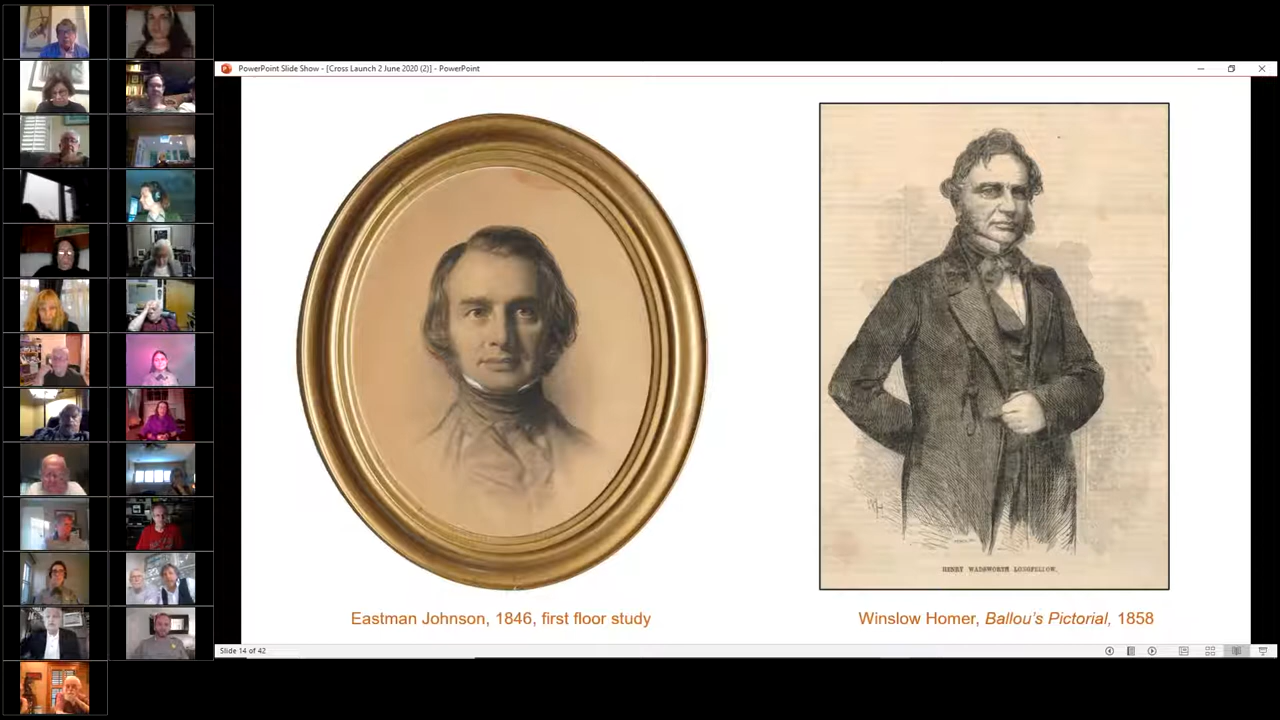 PowerPoint Slide Show - [Cross Launch 2 June 2020 (2)] - PowerPoint
HENRY WADSWORTH LONGFELLOW.
Eastman Johnson, 1846, first floor study
Winslow Homer, Ballou's Pictorial, 1858
Slide 14 of 42